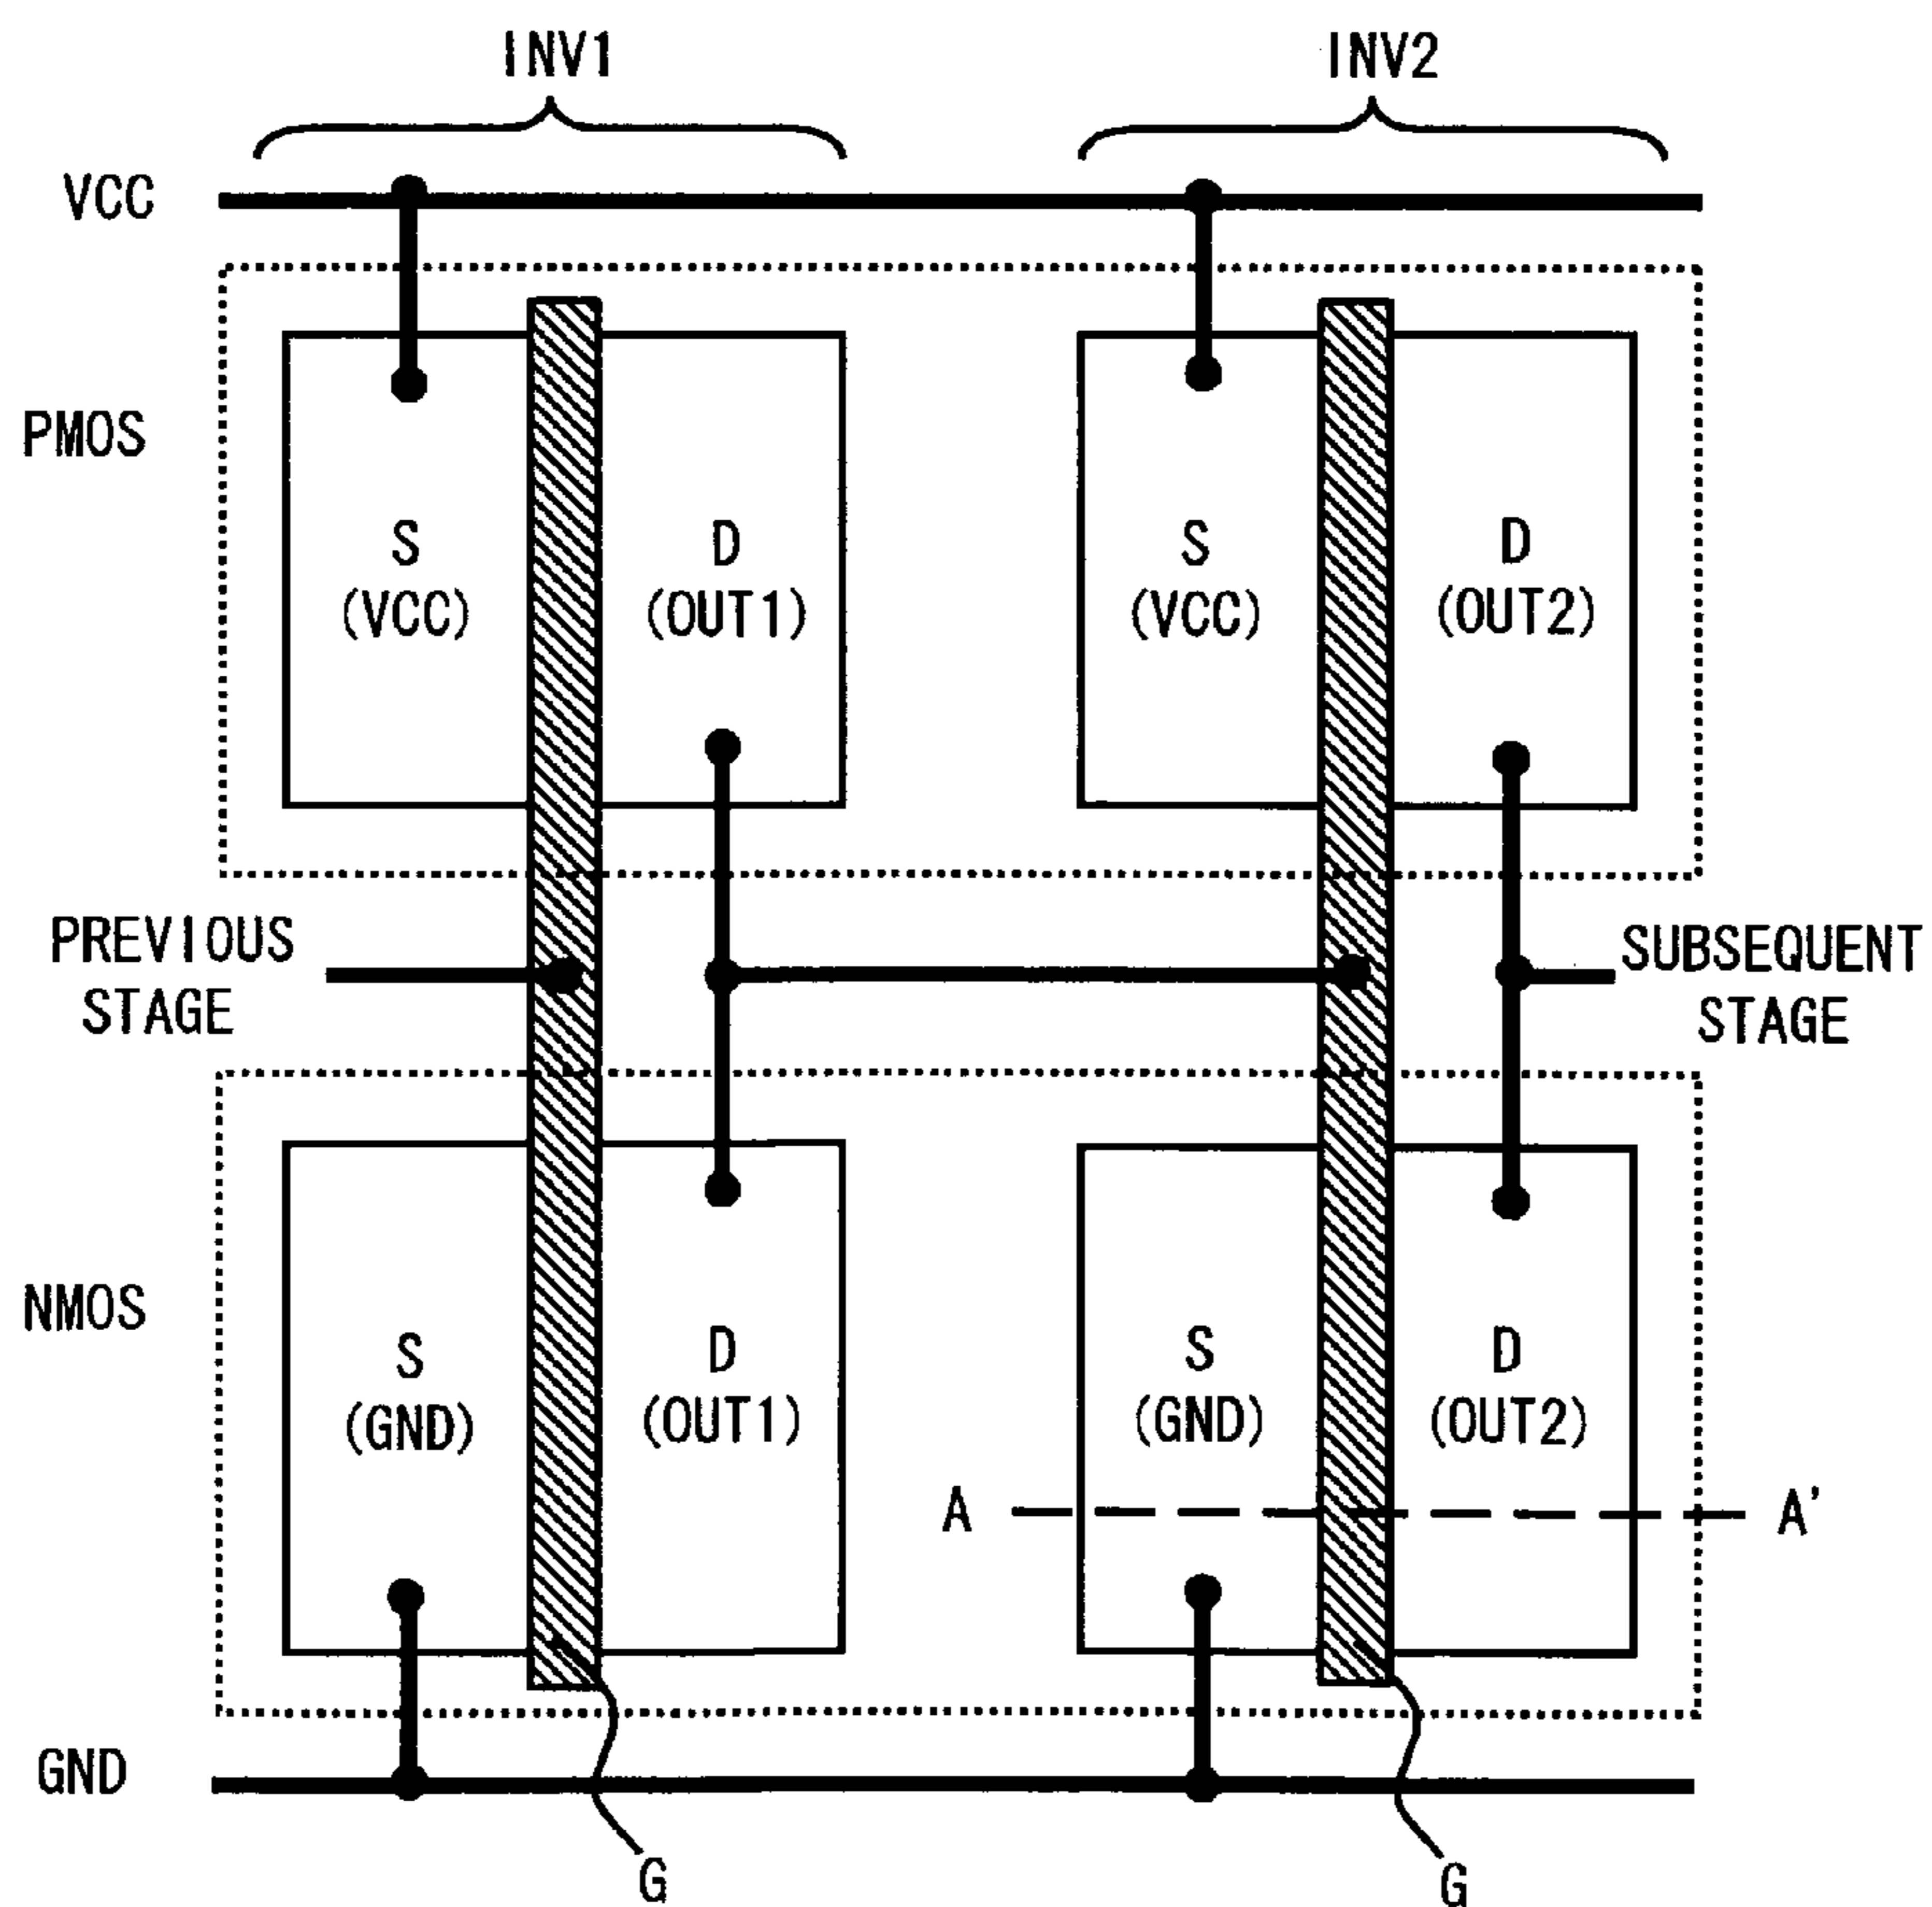 INV1
INV2
VCC
PMOS
S
(VCC)
D
(OUT1)
S
(VCC)
D
(OUT2)
PREVIOUS
STAGE
SUBSEQUENT
STAGE
NMOS
S
(GND)
D
(OUT1)
S
(GND)
D
(OUT2)
A
A'
GND
G
G